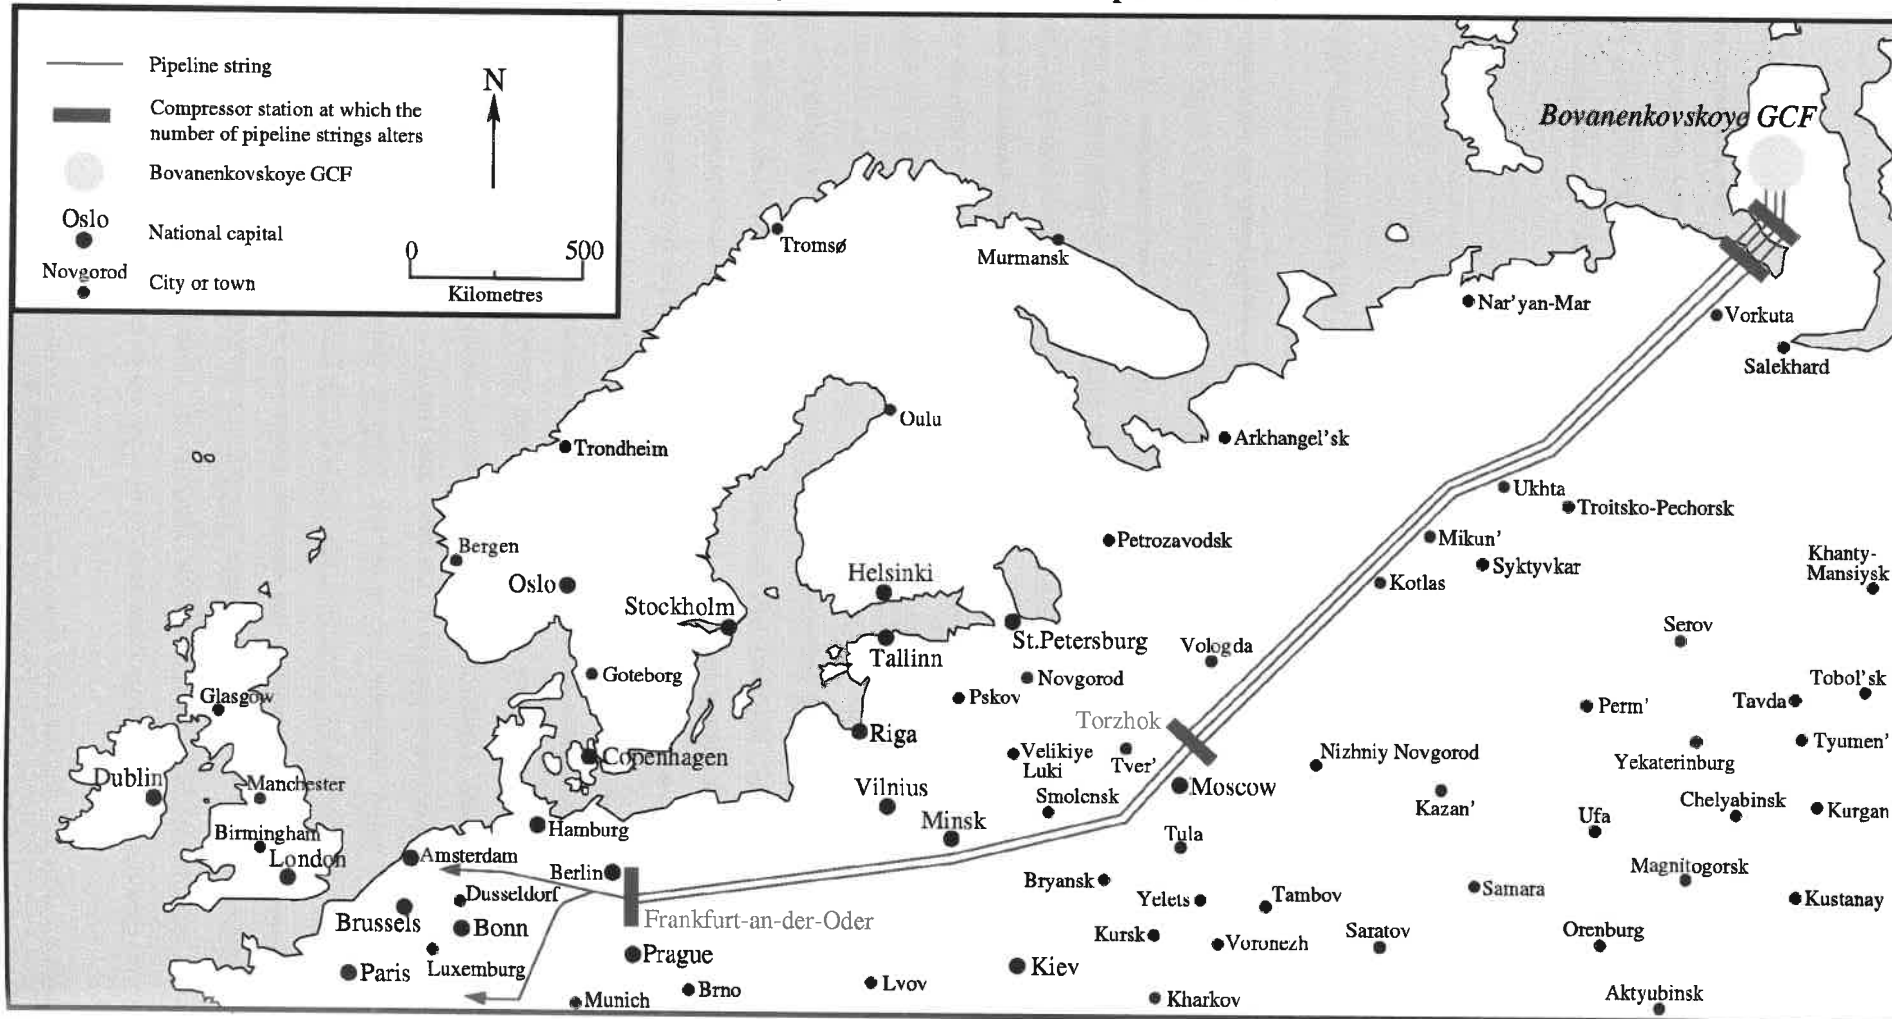 Pipeline string
Compressor station at which the
number of pipeline strings alters
Bovanenkovskoye GCF
Oslo
National capital
Novgorod
City or town
N
0
500
Kilometres
Bovanenkovskoye GCF
Tromsø
Murmansk
Nar'yan-Mar
Vorkuta
Salekhard
Oulu
Arkhangel'sk
Trondheim
Ukhta
Troitsko-Pechorsk
Mikun'
Petrozavodsk
Bergen
Syktyvkar
Khanty-
Mansiysk
Kotlas
Helsinki
Oslo
Stockholm
St.Petersburg
Serov
Vologda
Tallinn
Goteborg
Novgorod
Tobol'sk
Pskov
Glasgow
Perm'
Tavda
Torzhok
Riga
Tyumen'
Velikiye
Luki
Nizhniy Novgorod
Yekaterinburg
Tver'
Copenhagen
Dublin
Manchester
Vilnius
Moscow
Smolensk
Kazan'
Chelyabinsk
Kurgan
Ufa
Minsk
Birmingham
Hamburg
Tula
London
Amsterdam
Berlin
Magnitogorsk
Bryansk
Samara
Dusseldorf
Yelets
Tambov
Kustanay
Brussels
Bonn
Frankfurt-an-der-Oder
Kursk
Voronezh
Saratov
Orenburg
Prague
Luxemburg
Paris
Kiev
Lvov
Brno
Munich
Kharkov
Aktyubinsk